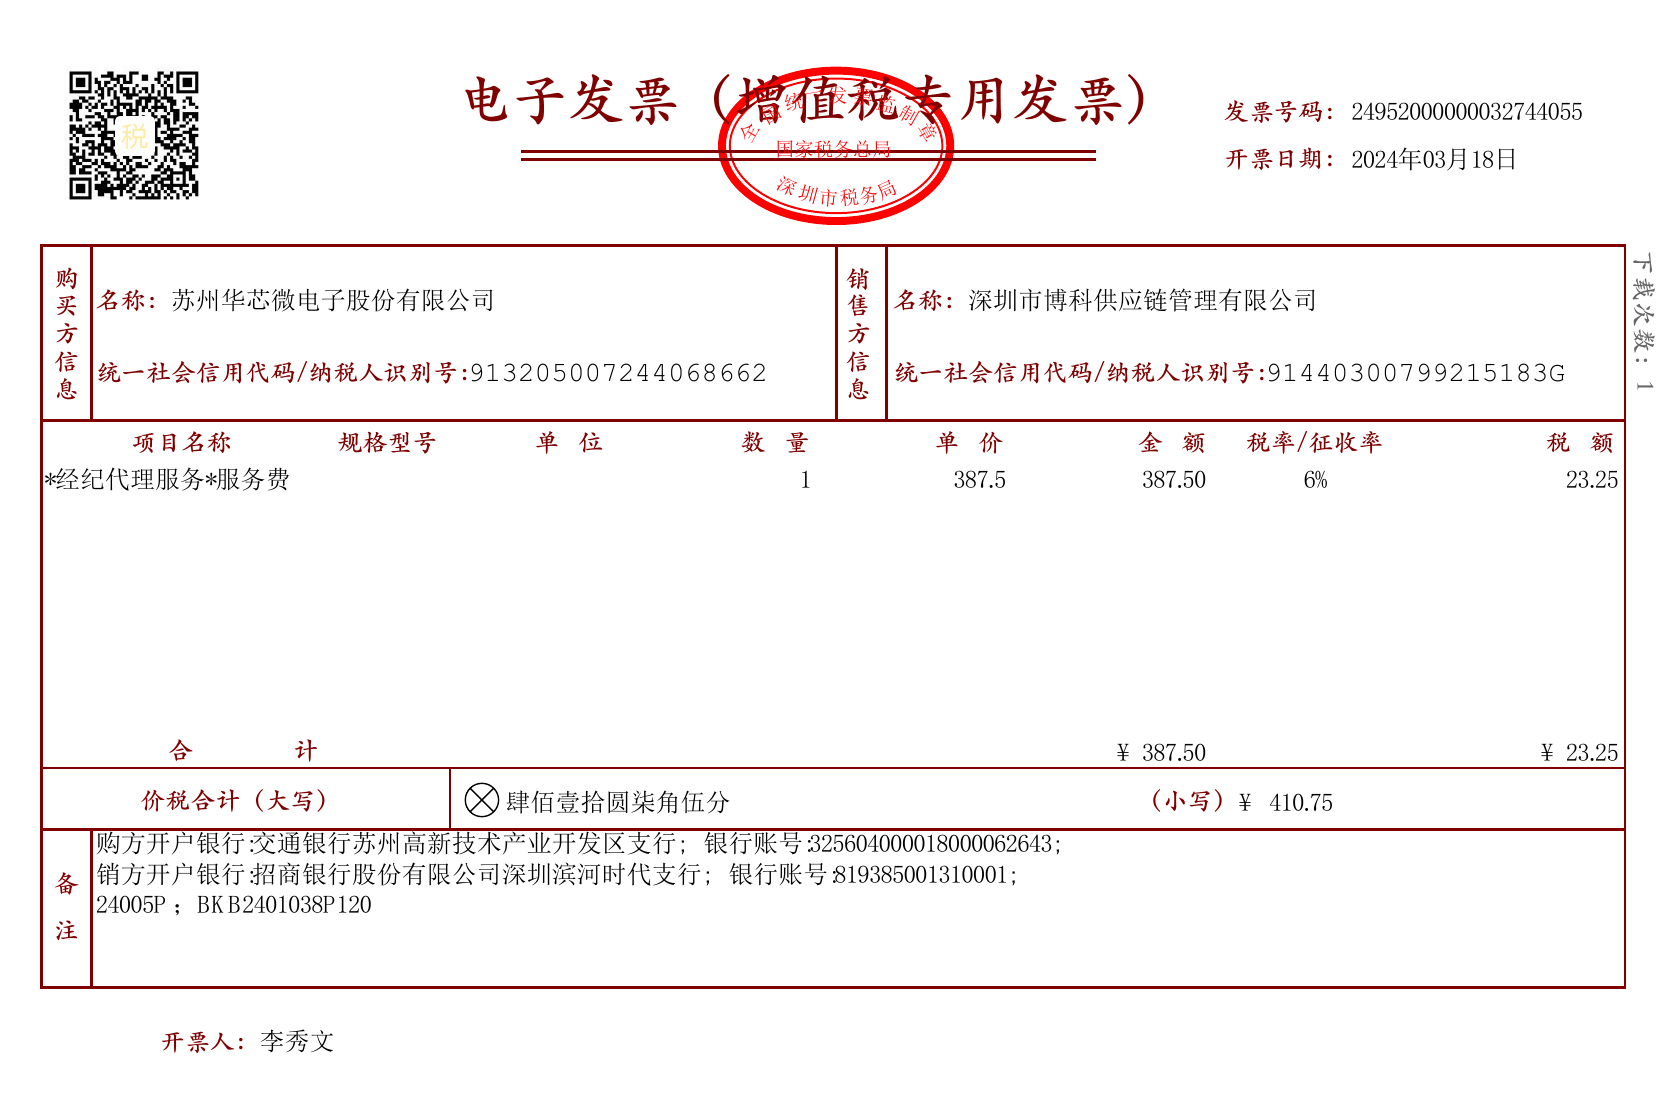 电子发票（增值税专用发票）
税
全国统一发票监制章
国家税务总局
深圳市税务局
发票号码：24952000000032744055
开票日期：2024年03月18日
购买方信息
名称：苏州华芯微电子股份有限公司
统一社会信用代码/纳税人识别号:913205007244068662
销售方信息
名称：深圳市博科供应链管理有限公司
统一社会信用代码/纳税人识别号:91440300799215183G
下载次数：1
项目名称 规格型号 单位 数量 单价 金额 税率/征收率 税额
*经纪代理服务*服务费 1 387.5 387.50 6% 23.25
合计 ¥ 387.50 ¥ 23.25
价税合计（大写） 肆佰壹拾圆柒角伍分 （小写）¥ 410.75
备注
购方开户银行:交通银行苏州高新技术产业开发区支行; 银行账号:325604000018000062643;
销方开户银行:招商银行股份有限公司深圳滨河时代支行; 银行账号:819385001310001;
24005P ; BKB2401038P120
开票人：李秀文